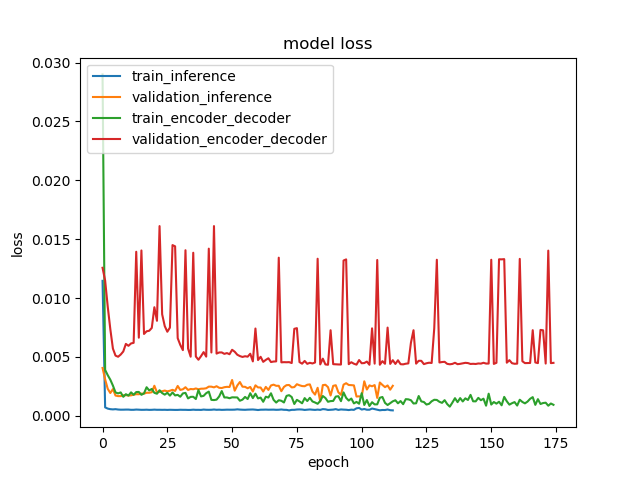 model loss
train_inference
validation_inference
train_encoder_decoder
validation_encoder_decoder
0.030
0.025
0.020
0.015
0.010
0.005
0.000
loss
0 25 50 75 100 125 150 175
epoch